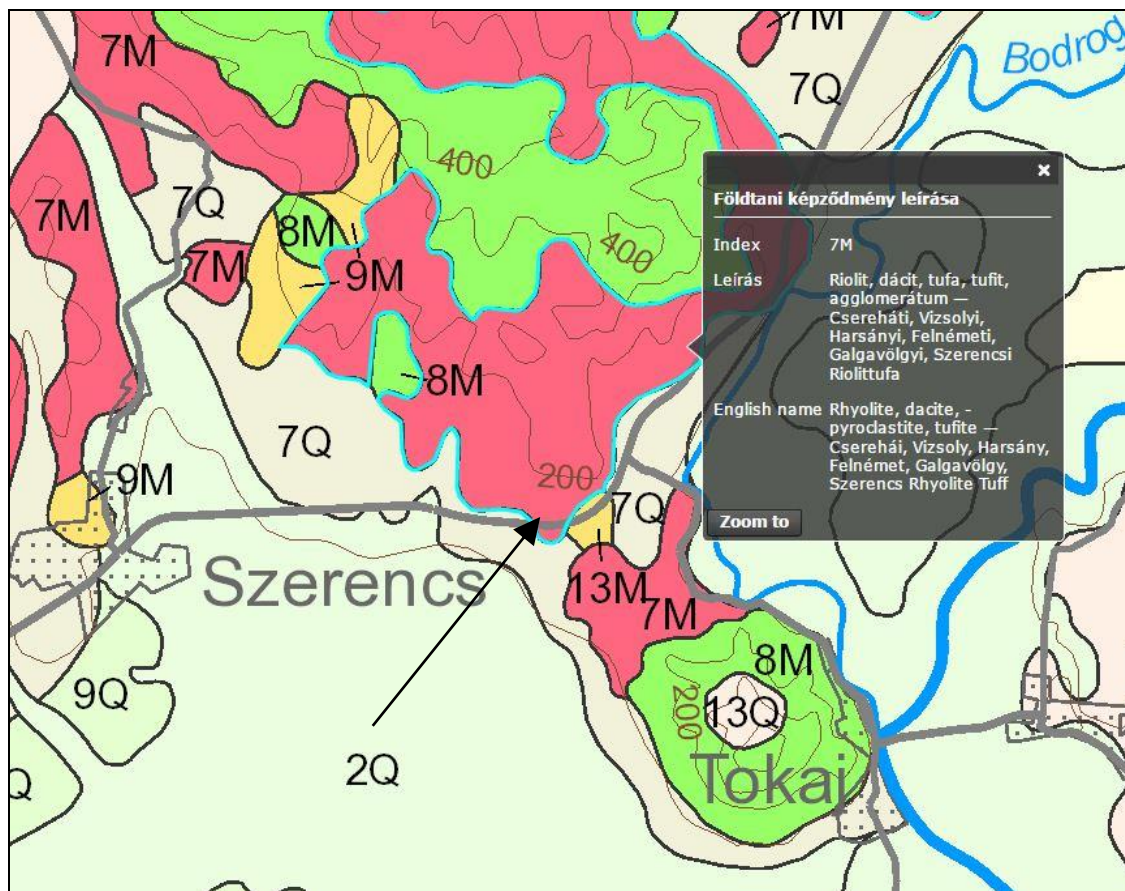 7M
7M
Bodrog
7Q
400
7M
7Q
8M
400
7M
9M
×
Földtani képződmény leírása
Index 7M
Leírás Riolit, dácit, tufa, tufit,
agglomerátum —
Csereháti, Vizsolyi,
Harsányi, Felnémeti,
Galgavölgyi, Szerencsi
Riolittufa
English name Rhyolite, dacite, -
pyroclastite, tufite —
Cserehái, Vizsoly, Harsány,
Felnémet, Galgavölgy,
Szerencs Rhyolite Tuff
Zoom to
8M
7Q
200
9M
7Q
Szerencs
13M
7M
8M
9Q
200
13Q
2Q
Q
Tokaj